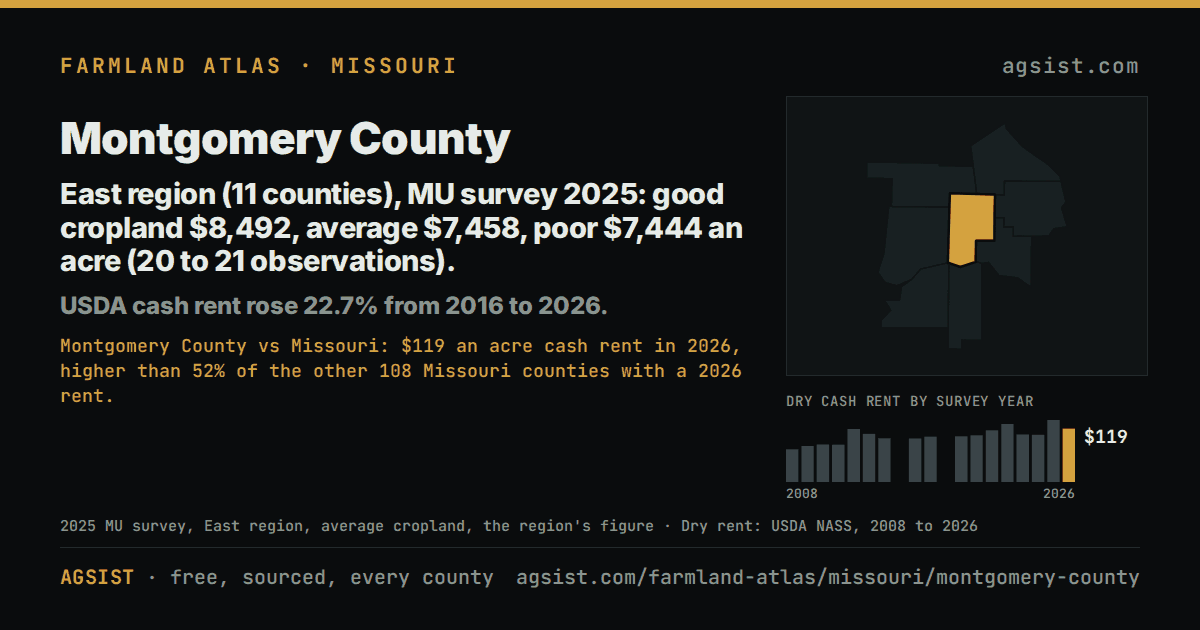 FARMLAND ATLAS · MISSOURI
agsist.com
Montgomery County
East region (11 counties), MU survey 2025: good
cropland $8,492, average $7,458, poor $7,444 an
acre (20 to 21 observations).
USDA cash rent rose 22.7% from 2016 to 2026.
Montgomery County vs Missouri: $119 an acre cash rent in 2026,
higher than 52% of the other 108 Missouri counties with a 2026
rent.
DRY CASH RENT BY SURVEY YEAR
$119
2008 2026
2025 MU survey, East region, average cropland, the region's figure · Dry rent: USDA NASS, 2008 to 2026
AGSIST · free, sourced, every county agsist.com/farmland-atlas/missouri/montgomery-county